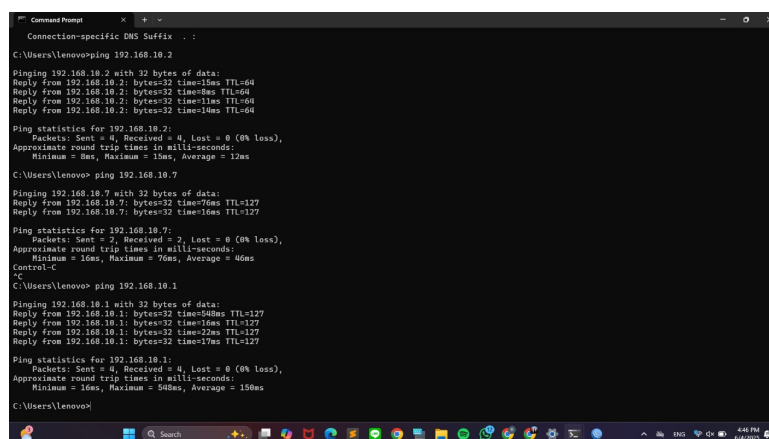 Command Prompt
Connection-specific DNS Suffix . :
C:\Users\lenovo>ping 192.168.10.2
Pinging 192.168.10.2 with 32 bytes of data:
Reply from 192.168.10.2: bytes=32 time=15ms TTL=64
Reply from 192.168.10.2: bytes=32 time=8ms TTL=64
Reply from 192.168.10.2: bytes=32 time=11ms TTL=64
Reply from 192.168.10.2: bytes=32 time=14ms TTL=64
Ping statistics for 192.168.10.2:
Packets: Sent = 4, Received = 4, Lost = 0 (0% loss),
Approximate round trip times in milli-seconds:
Minimum = 8ms, Maximum = 15ms, Average = 12ms
C:\Users\lenovo> ping 192.168.10.7
Pinging 192.168.10.7 with 32 bytes of data:
Reply from 192.168.10.7: bytes=32 time=76ms TTL=127
Reply from 192.168.10.7: bytes=32 time=16ms TTL=127
Ping statistics for 192.168.10.7:
Packets: Sent = 2, Received = 2, Lost = 0 (0% loss),
Approximate round trip times in milli-seconds:
Minimum = 16ms, Maximum = 76ms, Average = 46ms
Control-C
^C
C:\Users\lenovo> ping 192.168.10.1
Pinging 192.168.10.1 with 32 bytes of data:
Reply from 192.168.10.1: bytes=32 time=548ms TTL=127
Reply from 192.168.10.1: bytes=32 time=16ms TTL=127
Reply from 192.168.10.1: bytes=32 time=22ms TTL=127
Reply from 192.168.10.1: bytes=32 time=17ms TTL=127
Ping statistics for 192.168.10.1:
Packets: Sent = 4, Received = 4, Lost = 0 (0% loss),
Approximate round trip times in milli-seconds:
Minimum = 16ms, Maximum = 548ms, Average = 150ms
C:\Users\lenovo>
Search
ENG
4:46 PM